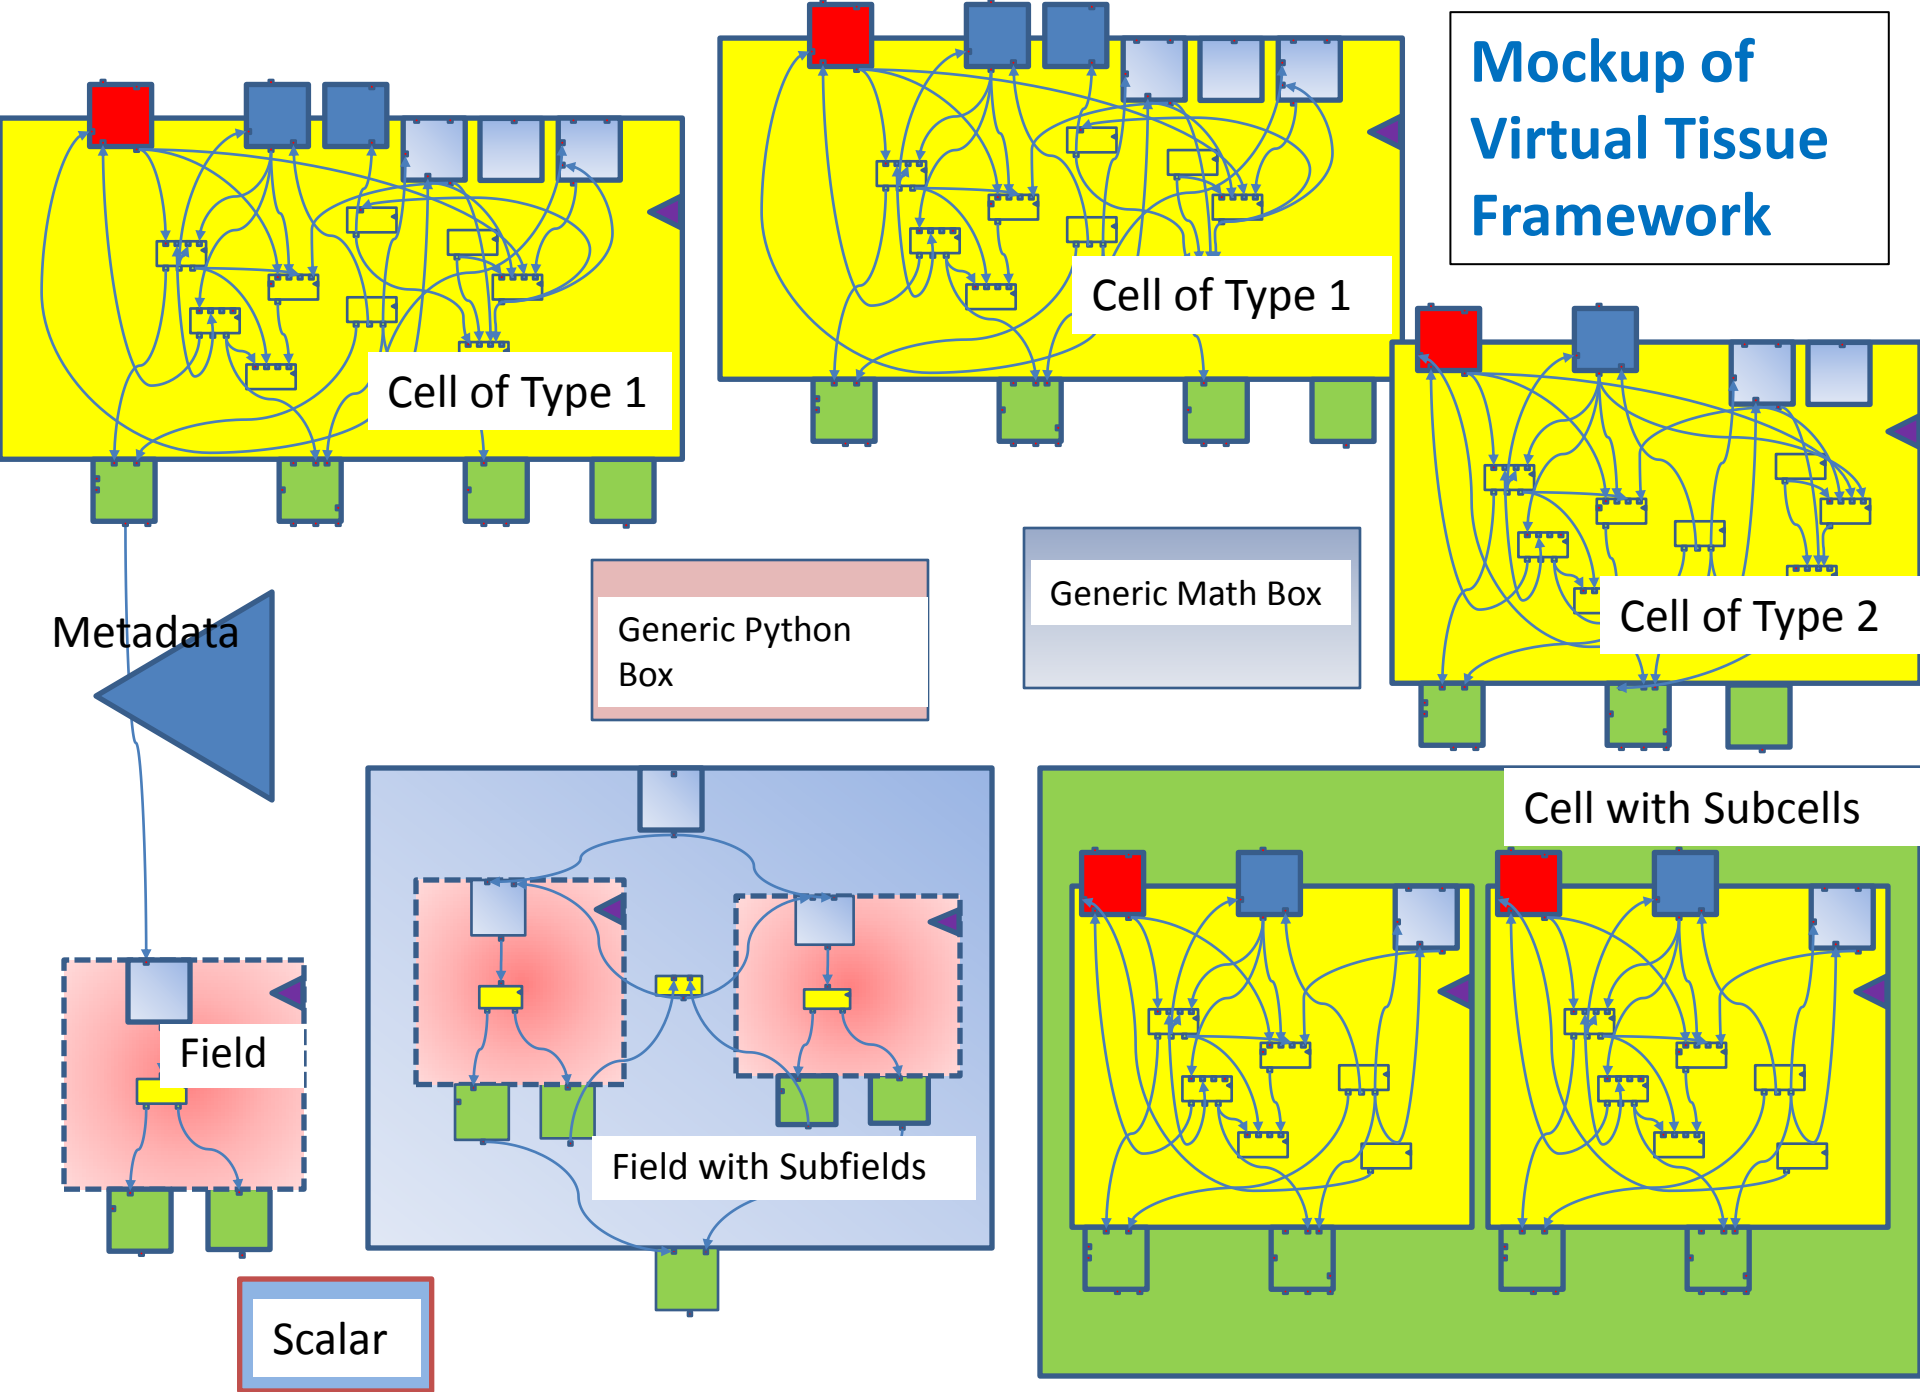 Mockup of
Virtual Tissue
Framework
Cell of Type 1
Cell of Type 1
Generic Math Box
Generic Python
Box
Cell of Type 2
Metadata
Cell with Subcells
Field
Field with Subfields
Scalar